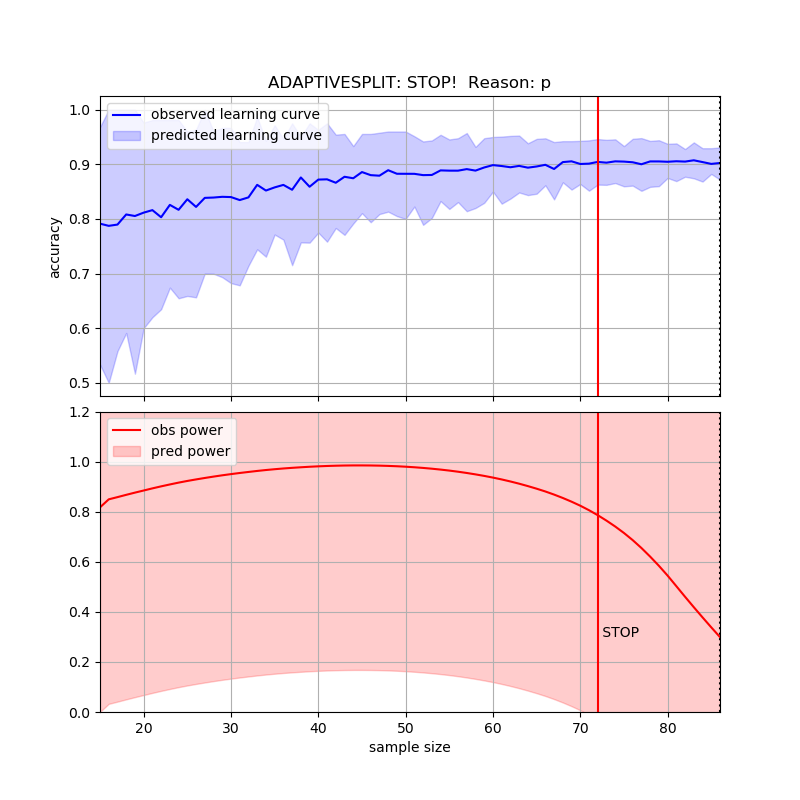 ADAPTIVESPLIT: STOP!  Reason: p
observed learning curve
predicted learning curve
accuracy
1.0
0.9
0.8
0.7
0.6
0.5
obs power
pred power
1.2
1.0
0.8
0.6
0.4
0.2
0.0
STOP
20 30 40 50 60 70 80
sample size